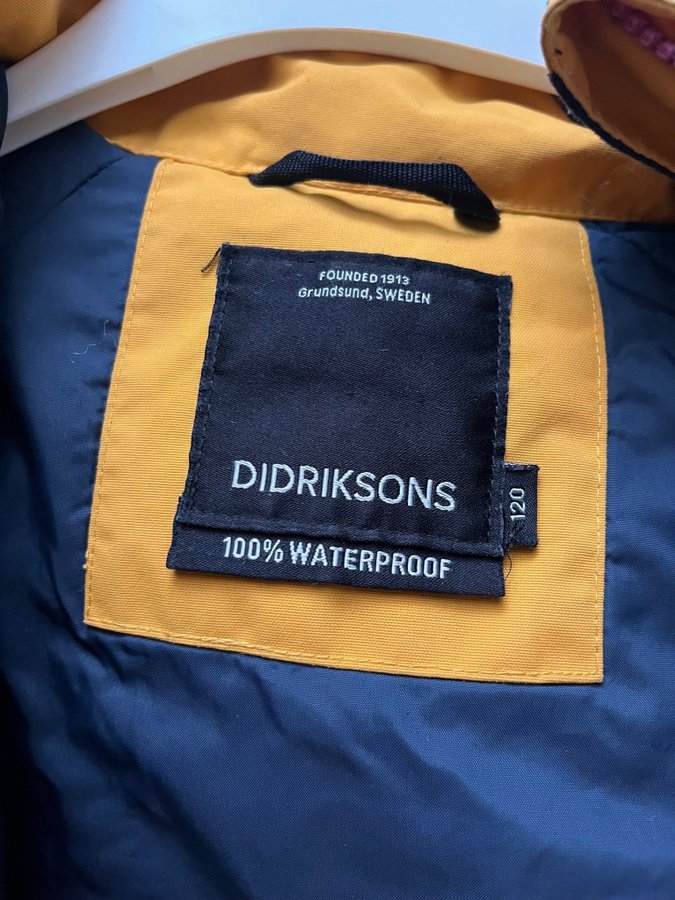 FOUNDED 1913
Grundsund, SWEDEN
DIDRIKSONS
120
100% WATERPROOF